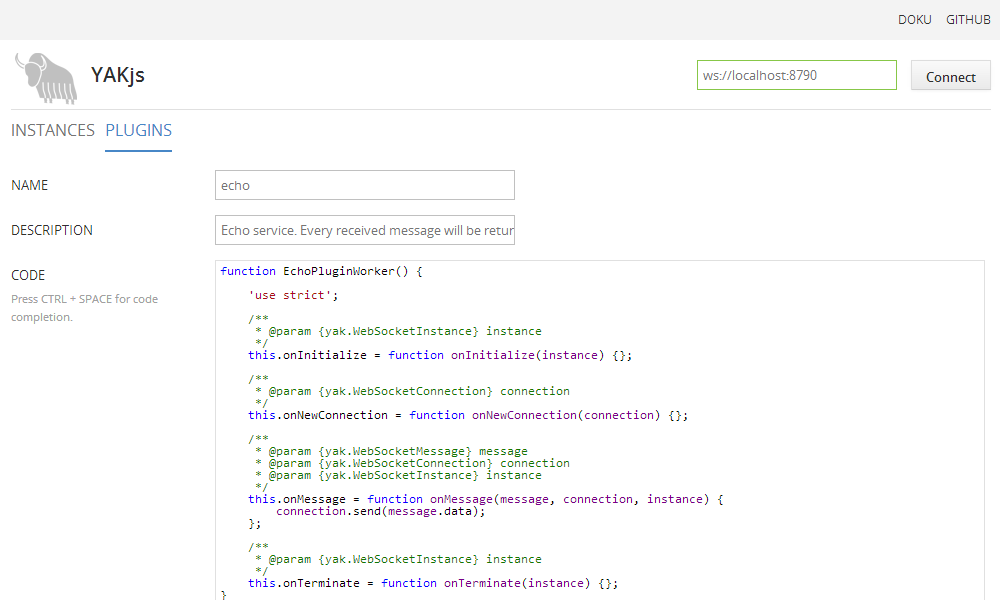 DOKU GITHUB
YAKjs
ws://localhost:8790
Connect
INSTANCES PLUGINS
NAME
echo
DESCRIPTION
Echo service. Every received message will be retur
CODE
Press CTRL + SPACE for code
completion.
function EchoPluginWorker() {
    'use strict';
    /**
     * @param {yak.WebSocketInstance} instance
     */
    this.onInitialize = function onInitialize(instance) {};
    /**
     * @param {yak.WebSocketConnection} connection
     */
    this.onNewConnection = function onNewConnection(connection) {};
    /**
     * @param {yak.WebSocketMessage} message
     * @param {yak.WebSocketConnection} connection
     * @param {yak.WebSocketInstance} instance
     */
    this.onMessage = function onMessage(message, connection, instance) {
        connection.send(message.data);
    };
    /**
     * @param {yak.WebSocketInstance} instance
     */
    this.onTerminate = function onTerminate(instance) {};
}